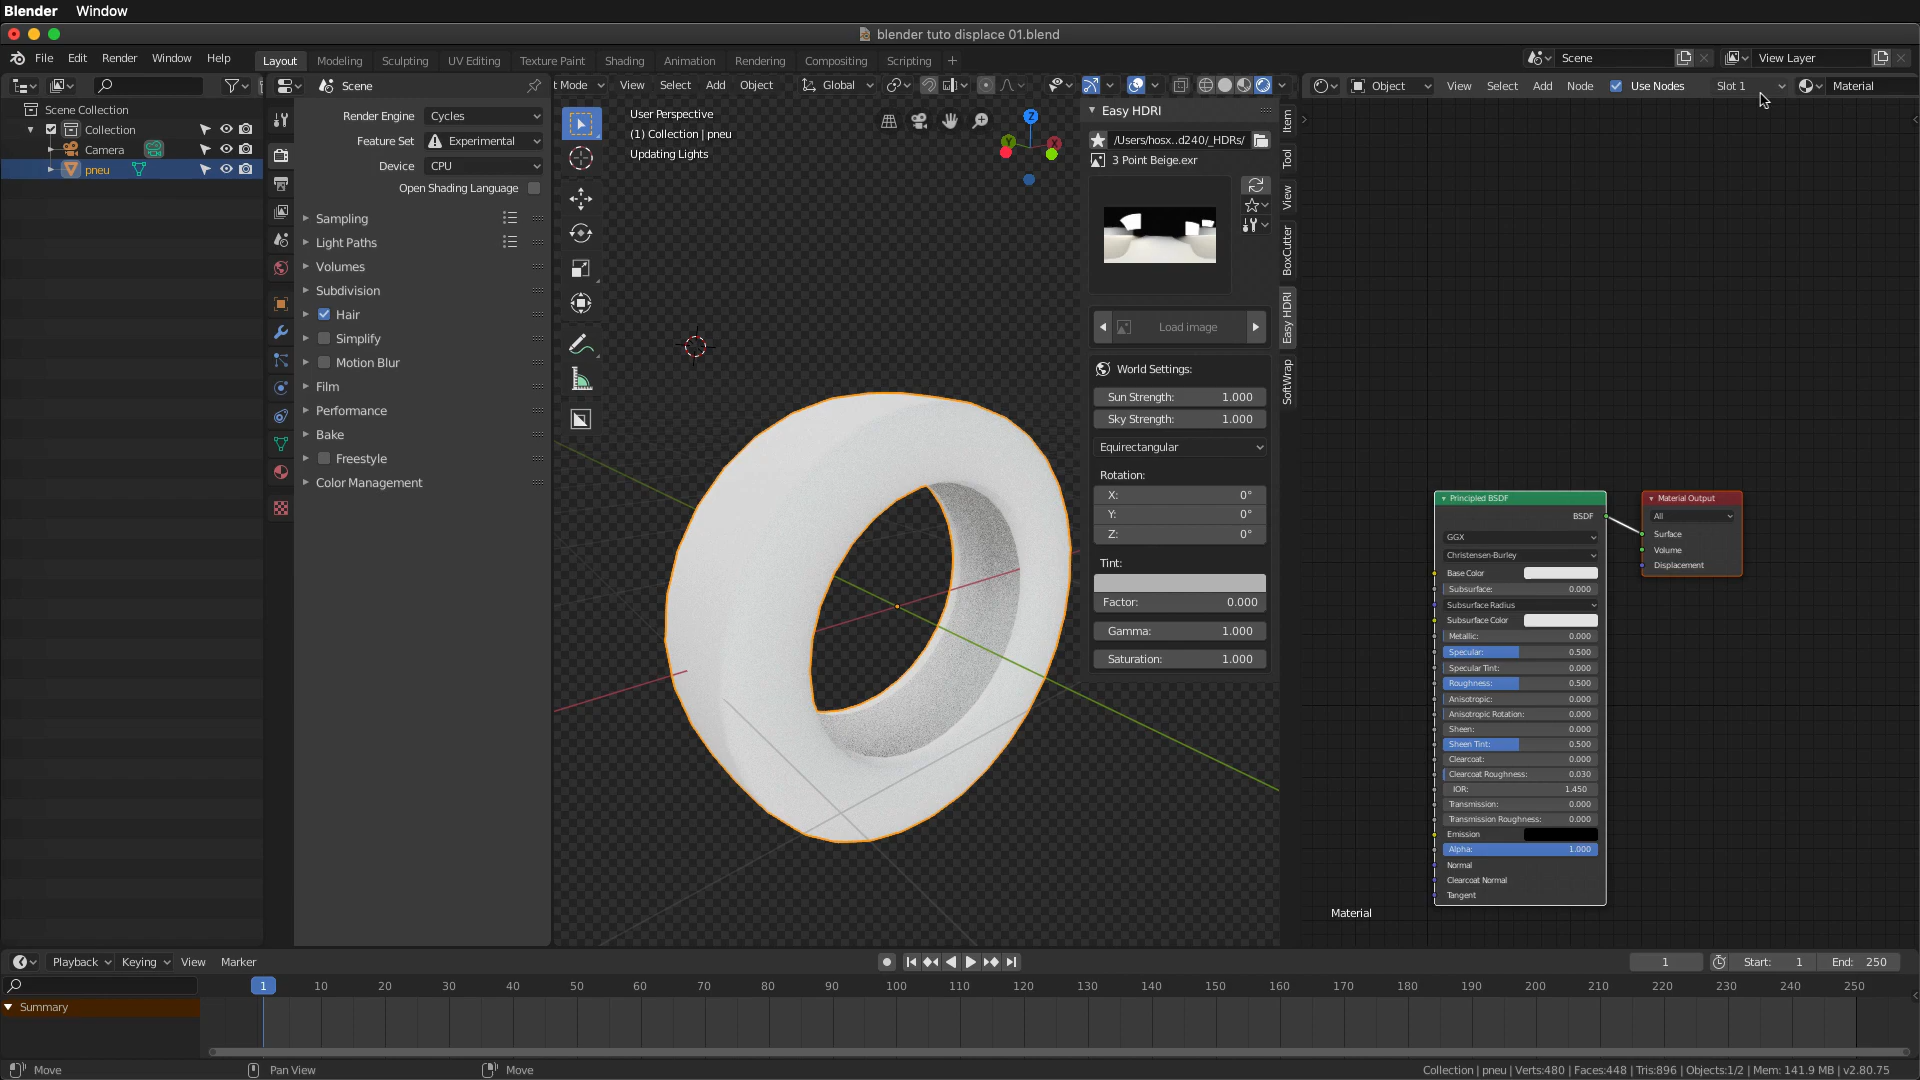 Blender Window
blender tuto displace 01.blend
File Edit Render Window Help
Layout Modeling Sculpting UV Editing Texture Paint Shading Animation Rendering Compositing Scripting +
Scene View Layer
Scene
t Mode View Select Add Object Global
Object View Select Add Node Use Nodes Slot 1 Material
Scene Collection
Collection
Camera
pneu
Render Engine Cycles
Feature Set Experimental
Device CPU
Open Shading Language
Sampling
Light Paths
Volumes
Subdivision
Hair
Simplify
Motion Blur
Film
Performance
Bake
Freestyle
Color Management
User Perspective
(1) Collection | pneu
Updating Lights
Z
Y
X
Easy HDRI
/Users/hosx..d240/_HDRs/
3 Point Beige.exr
Load image
World Settings:
Sun Strength: 1.000
Sky Strength: 1.000
Equirectangular
Rotation:
X: 0°
Y: 0°
Z: 0°
Tint:
Factor: 0.000
Gamma: 1.000
Saturation: 1.000
Item
Tool
View
BoxCutter
Easy HDRI
SoftWrap
Principled BSDF
BSDF
GGX
Christensen-Burley
Base Color
Subsurface: 0.000
Subsurface Radius
Subsurface Color
Metallic: 0.000
Specular: 0.500
Specular Tint: 0.000
Roughness: 0.500
Anisotropic: 0.000
Anisotropic Rotation: 0.000
Sheen: 0.000
Sheen Tint: 0.500
Clearcoat: 0.000
Clearcoat Roughness: 0.030
IOR: 1.450
Transmission: 0.000
Transmission Roughness: 0.000
Emission
Alpha: 1.000
Normal
Clearcoat Normal
Tangent
Material Output
All
Surface
Volume
Displacement
Material
Playback Keying View Marker
1 Start: 1 End: 250
1 10 20 30 40 50 60 70 80 90 100 110 120 130 140 150 160 170 180 190 200 210 220 230 240 250
Summary
Move Pan View Move
Collection | pneu | Verts:480 | Faces:448 | Tris:896 | Objects:1/2 | Mem: 141.9 MB | v2.80.75